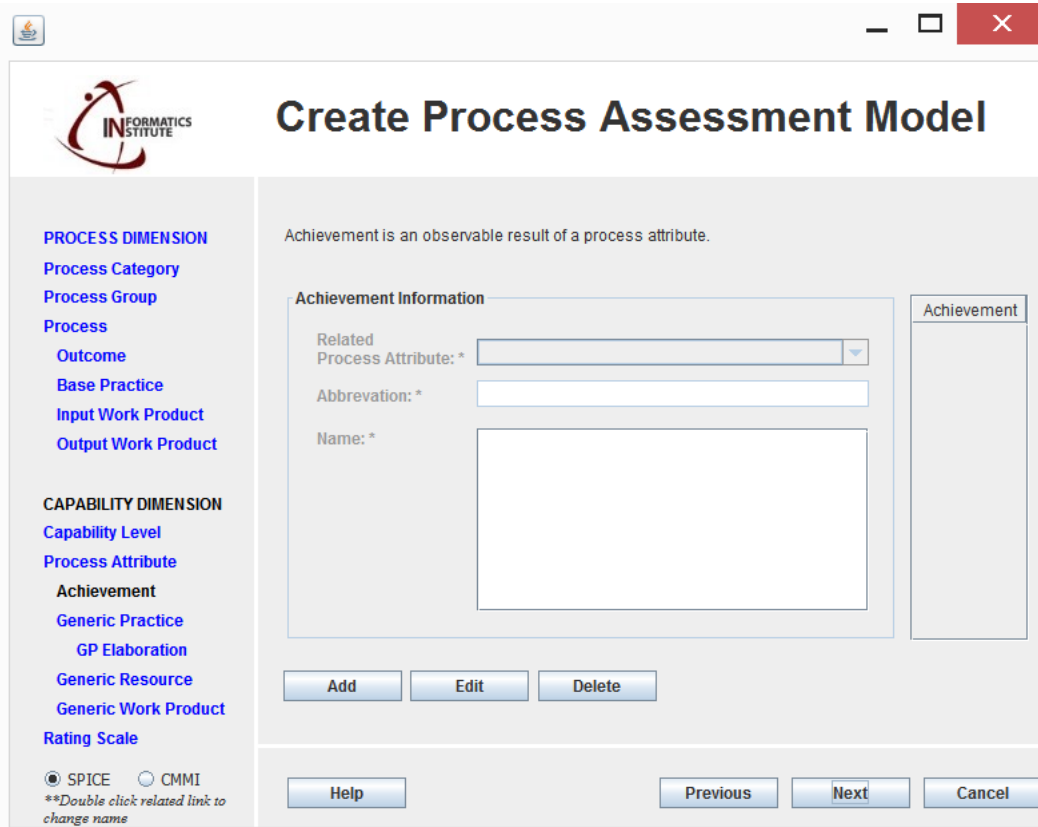 INFORMATICS
INSTITUTE
Create Process Assessment Model
PROCESS DIMENSION
Process Category
Process Group
Process
Outcome
Base Practice
Input Work Product
Output Work Product
CAPABILITY DIMENSION
Capability Level
Process Attribute
Achievement
Generic Practice
GP Elaboration
Generic Resource
Generic Work Product
Rating Scale
SPICE CMMI
**Double click related link to
change name
Achievement is an observable result of a process attribute.
Achievement Information
Related
Process Attribute: *
Abbrevation: *
Name: *
Achievement
Add Edit Delete
Help Previous Next Cancel